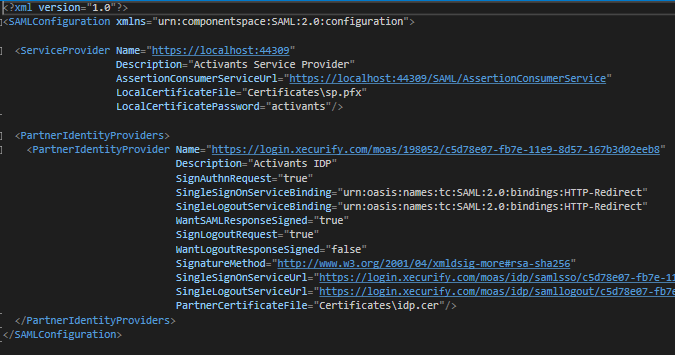 <?xml version="1.0"?>
<SAMLConfiguration xmlns="urn:componentspace:SAML:2.0:configuration">
<ServiceProvider Name="https://localhost:44309"
Description="Activants Service Provider"
AssertionConsumerServiceUrl="https://localhost:44309/SAML/AssertionConsumerService"
LocalCertificateFile="Certificates\sp.pfx"
LocalCertificatePassword="activants"/>
<PartnerIdentityProviders>
<PartnerIdentityProvider Name="https://login.xecurify.com/moas/198052/c5d78e07-fb7e-11e9-8d57-167b3d02eeb8"
Description="Activants IDP"
SignAuthnRequest="true"
SingleSignOnServiceBinding="urn:oasis:names:tc:SAML:2.0:bindings:HTTP-Redirect"
SingleLogoutServiceBinding="urn:oasis:names:tc:SAML:2.0:bindings:HTTP-Redirect"
WantSAMLResponseSigned="true"
SignLogoutRequest="true"
WantLogoutResponseSigned="false"
SignatureMethod="http://www.w3.org/2001/04/xmldsig-more#rsa-sha256"
SingleSignOnServiceUrl="https://login.xecurify.com/moas/idp/samlsso/c5d78e07-fb7e-11
SingleLogoutServiceUrl="https://login.xecurify.com/moas/idp/samllogout/c5d78e07-fb7e
PartnerCertificateFile="Certificates\idp.cer"/>
</PartnerIdentityProviders>
</SAMLConfiguration>